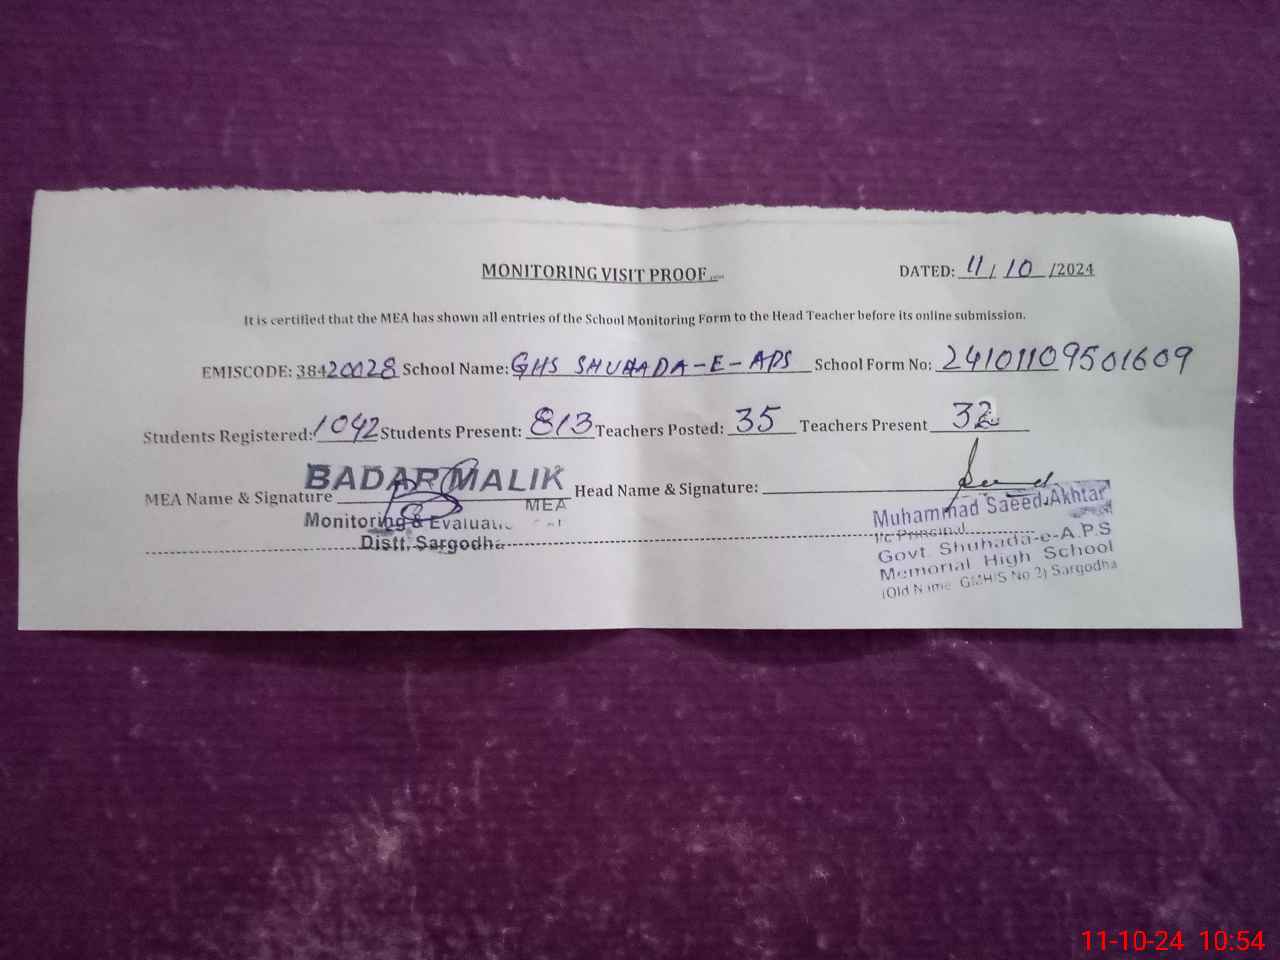 MONITORING VISIT PROOF
DATED: 11 / 10 /2024
It is certified that the MEA has shown all entries of the School Monitoring Form to the Head Teacher before its online submission.
EMISCODE: 38420028 School Name: GHS SHUHADA-E-APS School Form No: 24101109501609
Students Registered: 1042 Students Present: 813 Teachers Posted: 35 Teachers Present 32
BADAR MALIK
MEA Name & Signature Head Name & Signature:
MEA
Monitoring & Evaluati
Distt. Sargodha
Muhammad Saeed Akhtar
I/c Principal
Govt. Shuhada-e-A.P.S
Memorial High School
(Old Name GMHS No.2) Sargodha
11-10-24 10:54